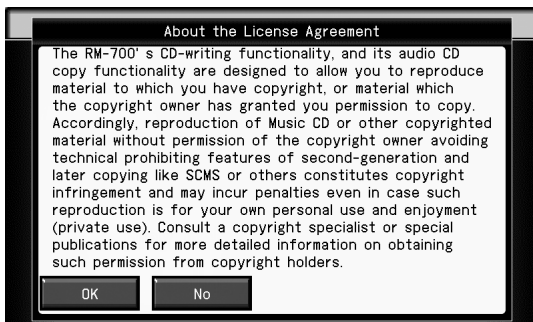 About the License Agreement
The RM-700' s CD-writing functionality, and its audio CD
copy functionality are designed to allow you to reproduce
material to which you have copyright, or material which
the copyright owner has granted you permission to copy.
Accordingly, reproduction of Music CD or other copyrighted
material without permission of the copyright owner avoiding
technical prohibiting features of second-generation and
later copying like SCMS or others constitutes copyright
infringement and may incur penalties even in case such
reproduction is for your own personal use and enjoyment
(private use). Consult a copyright specialist or special
publications for more detailed information on obtaining
such permission from copyright holders.
OK
No